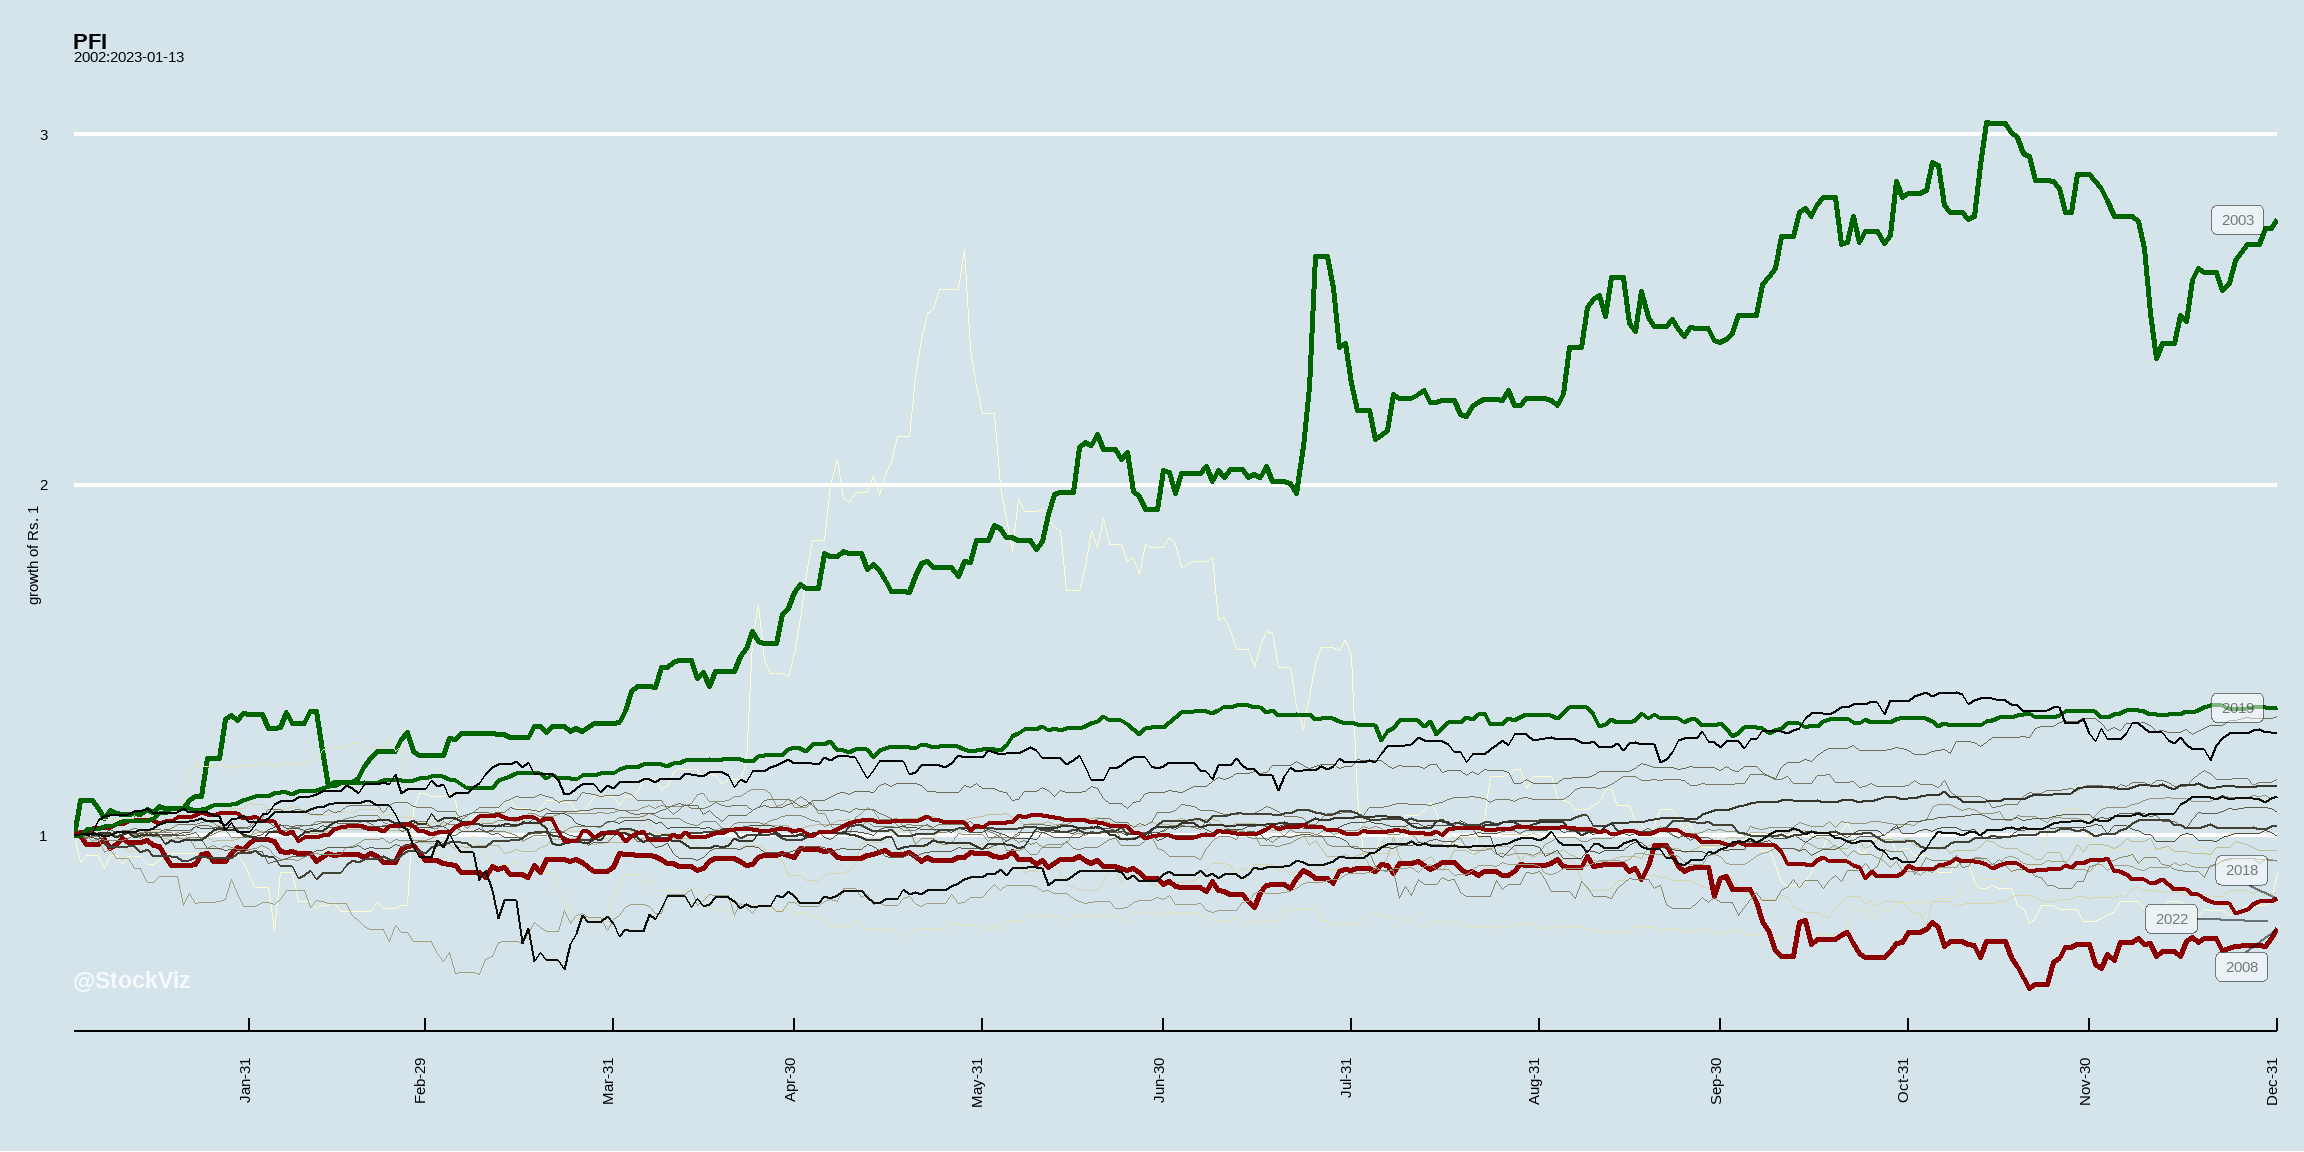 PFI
2002:2023-01-13
3
2
1
growth of Rs. 1
2003
2019
2018
2022
2008
@StockViz
Jan-31
Feb-29
Mar-31
Apr-30
May-31
Jun-30
Jul-31
Aug-31
Sep-30
Oct-31
Nov-30
Dec-31